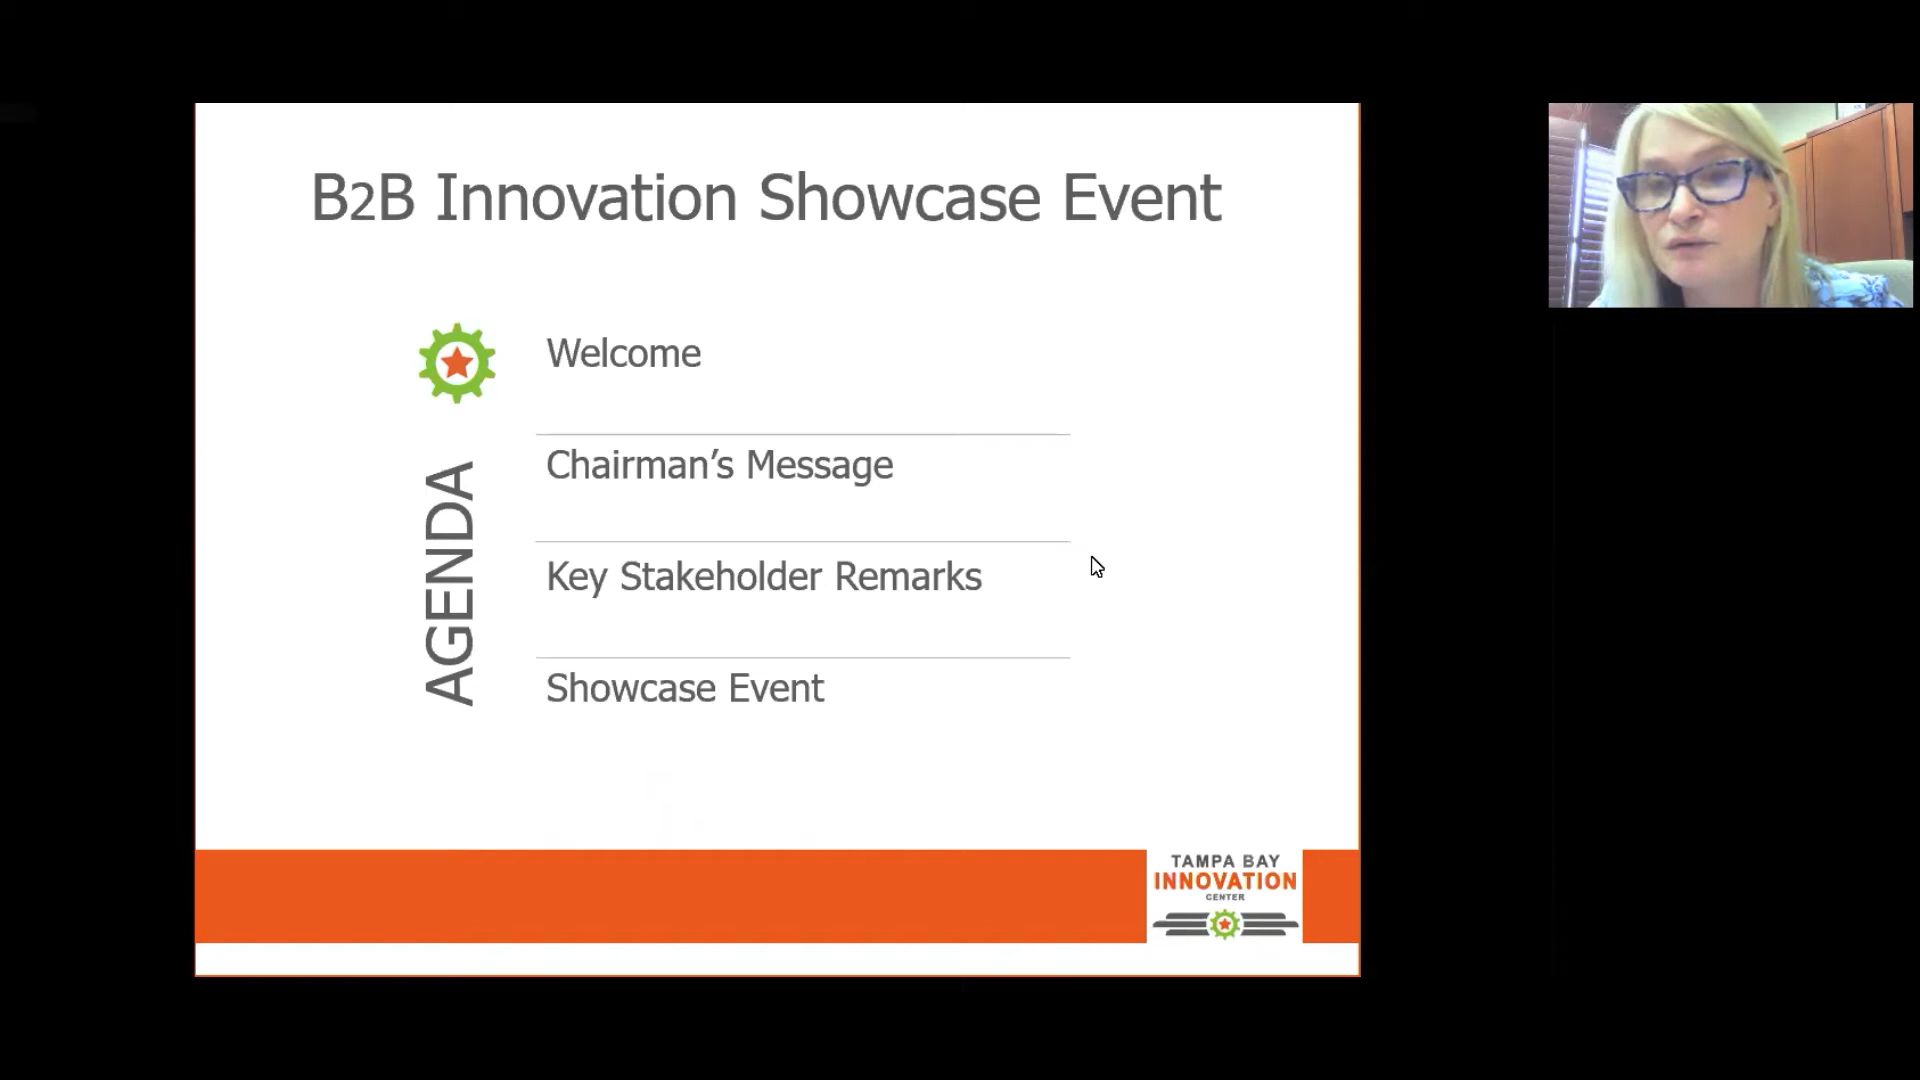 B2B Innovation Showcase Event
AGENDA
Welcome
Chairman’s Message
Key Stakeholder Remarks
Showcase Event
TAMPA BAY
INNOVATION
CENTER